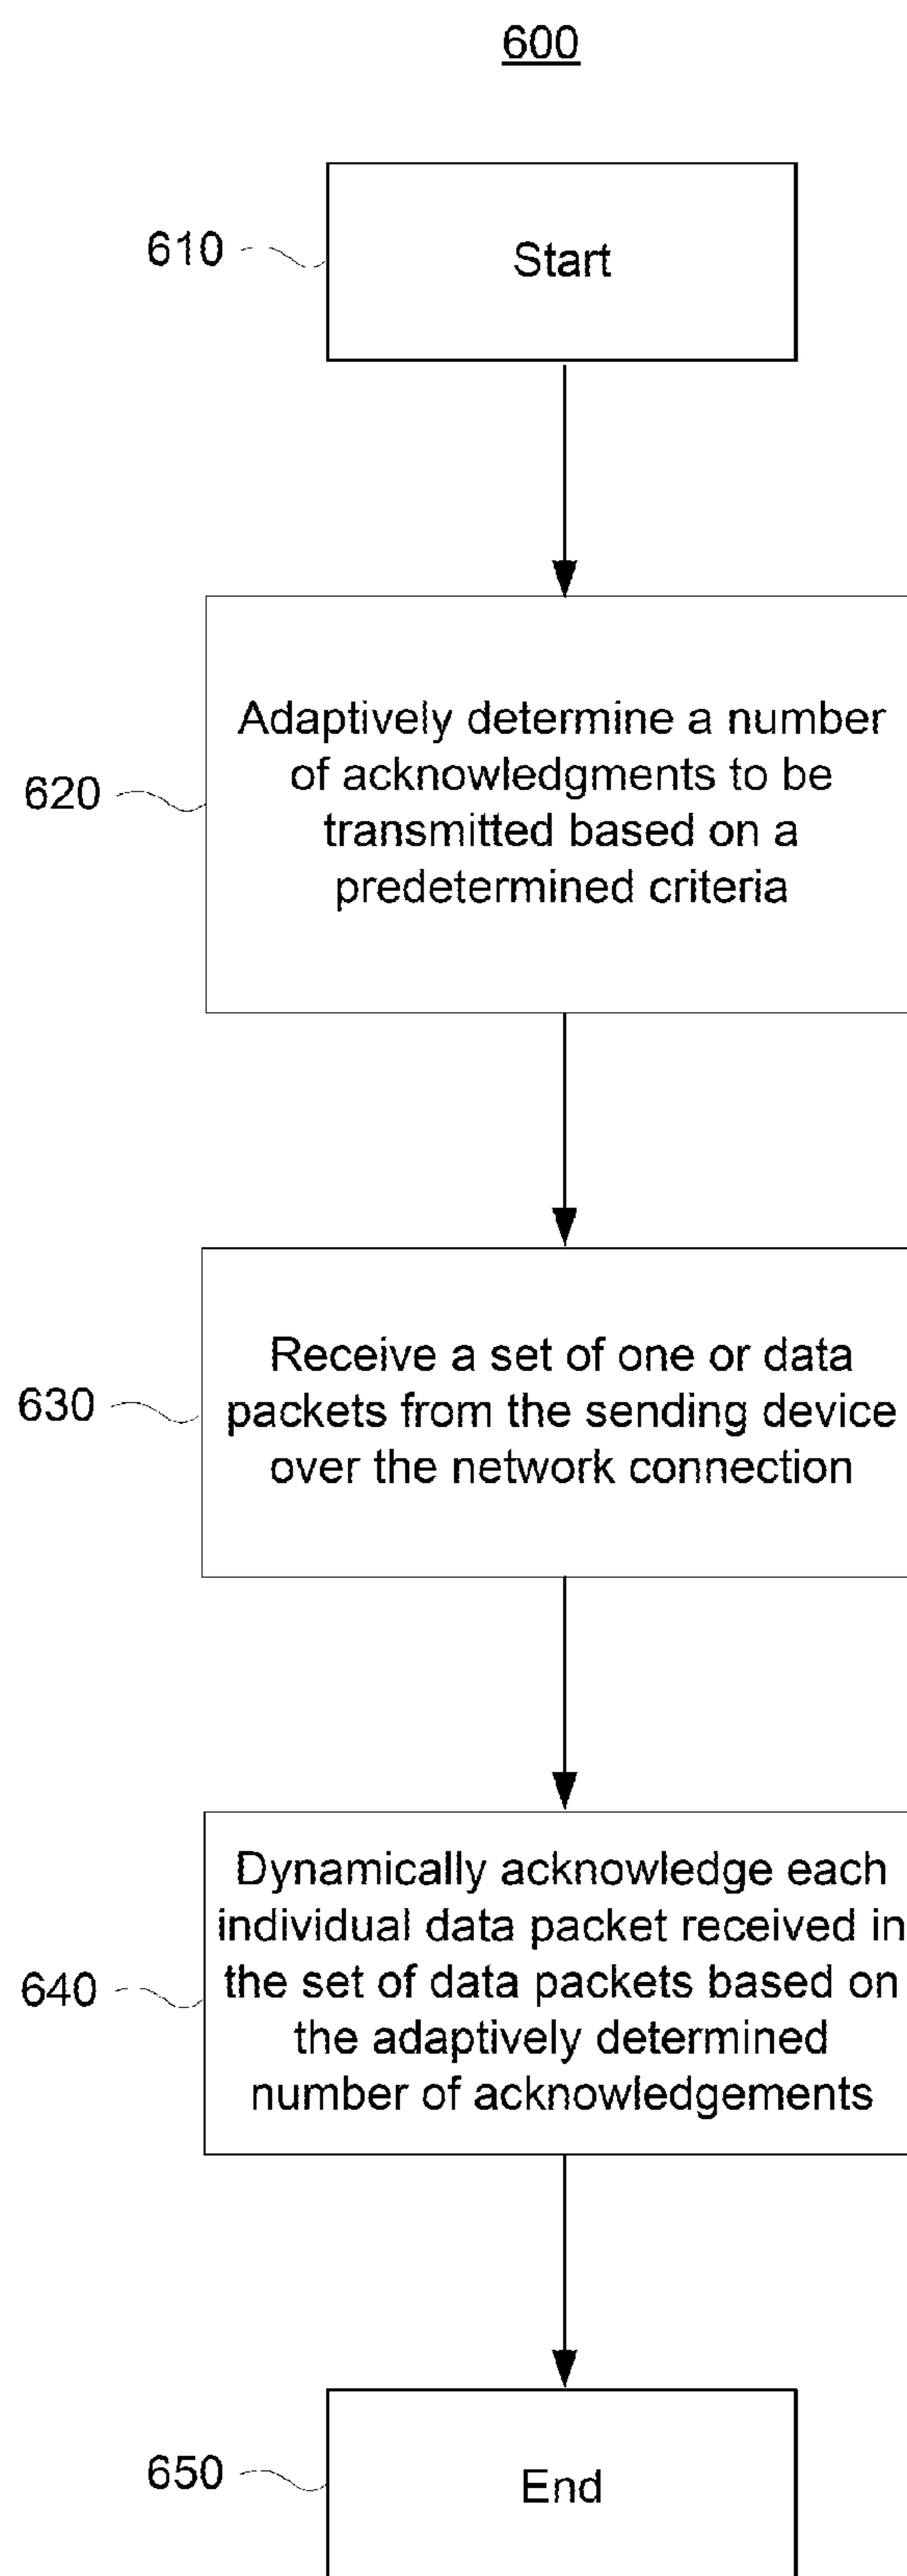 600
610
Start
620
Adaptively determine a number
of acknowledgments to be
transmitted based on a
predetermined criteria
630
Receive a set of one or data
packets from the sending device
over the network connection
640
Dynamically acknowledge each
individual data packet received in
the set of data packets based on
the adaptively determined
number of acknowledgements
650
End